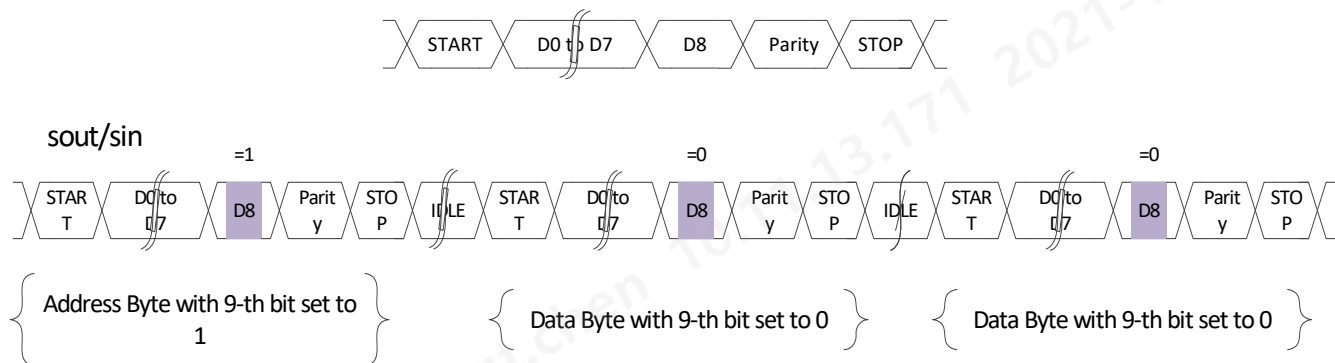 START D0 to D7 D8 Parity STOP
sout/sin
=1 =0 =0
STAR D0 to D8 Parit STO IDLE STAR D0 to D8 Parit STO IDLE STAR D0 to D8 Parit STO
T D7 y P T D7 y P T D7 y P
Address Byte with 9-th bit set to Data Byte with 9-th bit set to 0 Data Byte with 9-th bit set to 0
1